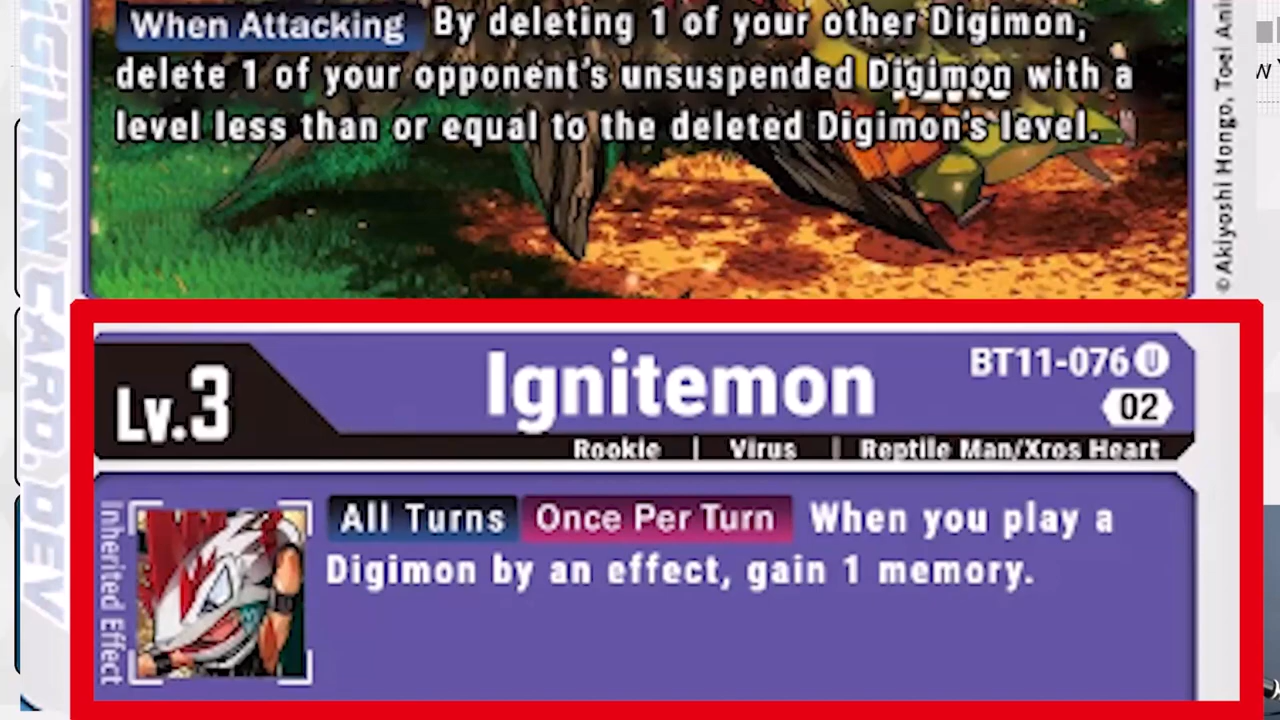 When Attacking By deleting 1 of your other Digimon,
delete 1 of your opponent's unsuspended Digimon with a
level less than or equal to the deleted Digimon's level.
©Akiyoshi Hongo, Toei Ani
DIGIMONCARD.DEV
Lv.3
Ignitemon
BT11-076 U
02
Rookie | Virus | Reptile Man/Xros Heart
Inherited Effect
All Turns Once Per Turn When you play a
Digimon by an effect, gain 1 memory.